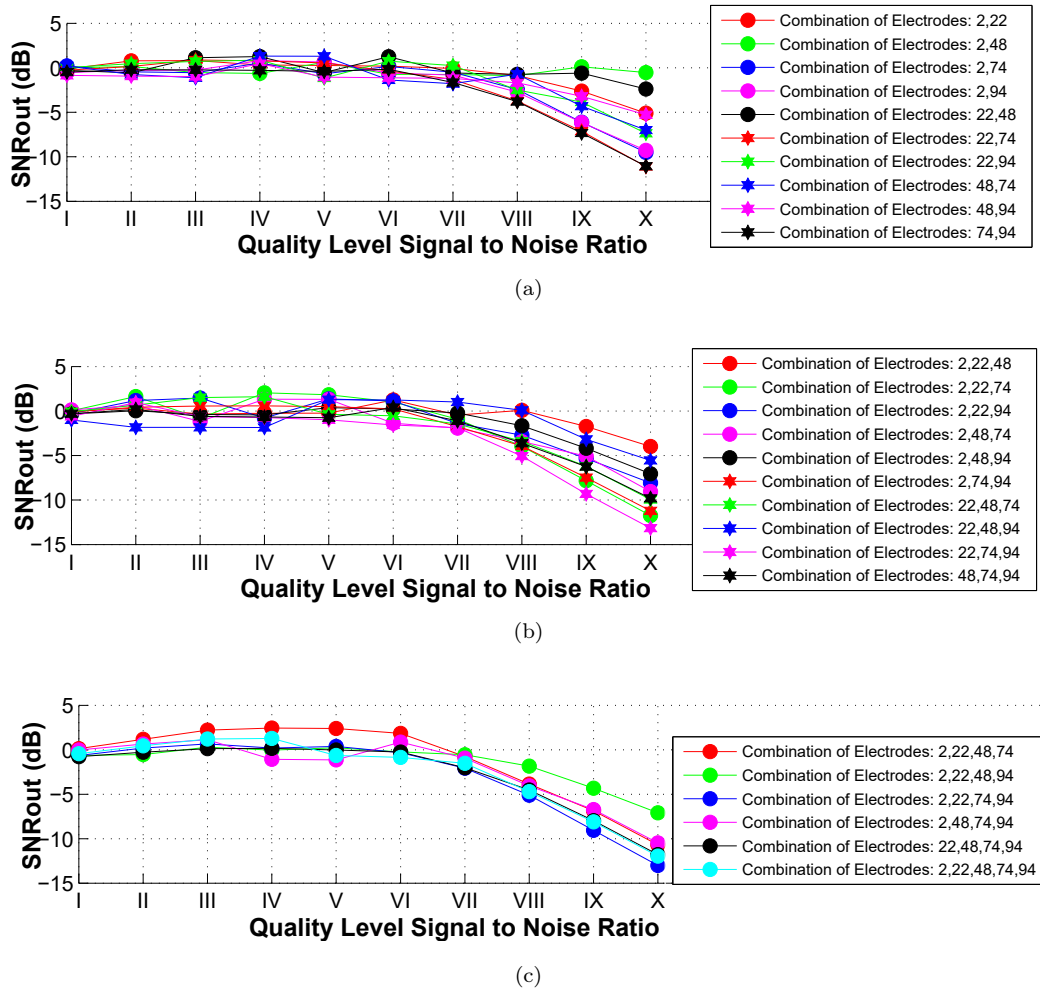 SNRout (dB)
5
0
−5
−10
−15
I II III IV V VI VII VIII IX X
Quality Level Signal to Noise Ratio
Combination of Electrodes: 2,22
Combination of Electrodes: 2,48
Combination of Electrodes: 2,74
Combination of Electrodes: 2,94
Combination of Electrodes: 22,48
Combination of Electrodes: 22,74
Combination of Electrodes: 22,94
Combination of Electrodes: 48,74
Combination of Electrodes: 48,94
Combination of Electrodes: 74,94
(a)
SNRout (dB)
5
0
−5
−10
−15
I II III IV V VI VII VIII IX X
Quality Level Signal to Noise Ratio
Combination of Electrodes: 2,22,48
Combination of Electrodes: 2,22,74
Combination of Electrodes: 2,22,94
Combination of Electrodes: 2,48,74
Combination of Electrodes: 2,48,94
Combination of Electrodes: 2,74,94
Combination of Electrodes: 22,48,74
Combination of Electrodes: 22,48,94
Combination of Electrodes: 22,74,94
Combination of Electrodes: 48,74,94
(b)
SNRout (dB)
5
0
−5
−10
−15
I II III IV V VI VII VIII IX X
Quality Level Signal to Noise Ratio
Combination of Electrodes: 2,22,48,74
Combination of Electrodes: 2,22,48,94
Combination of Electrodes: 2,22,74,94
Combination of Electrodes: 2,48,74,94
Combination of Electrodes: 22,48,74,94
Combination of Electrodes: 2,22,48,74,94
(c)